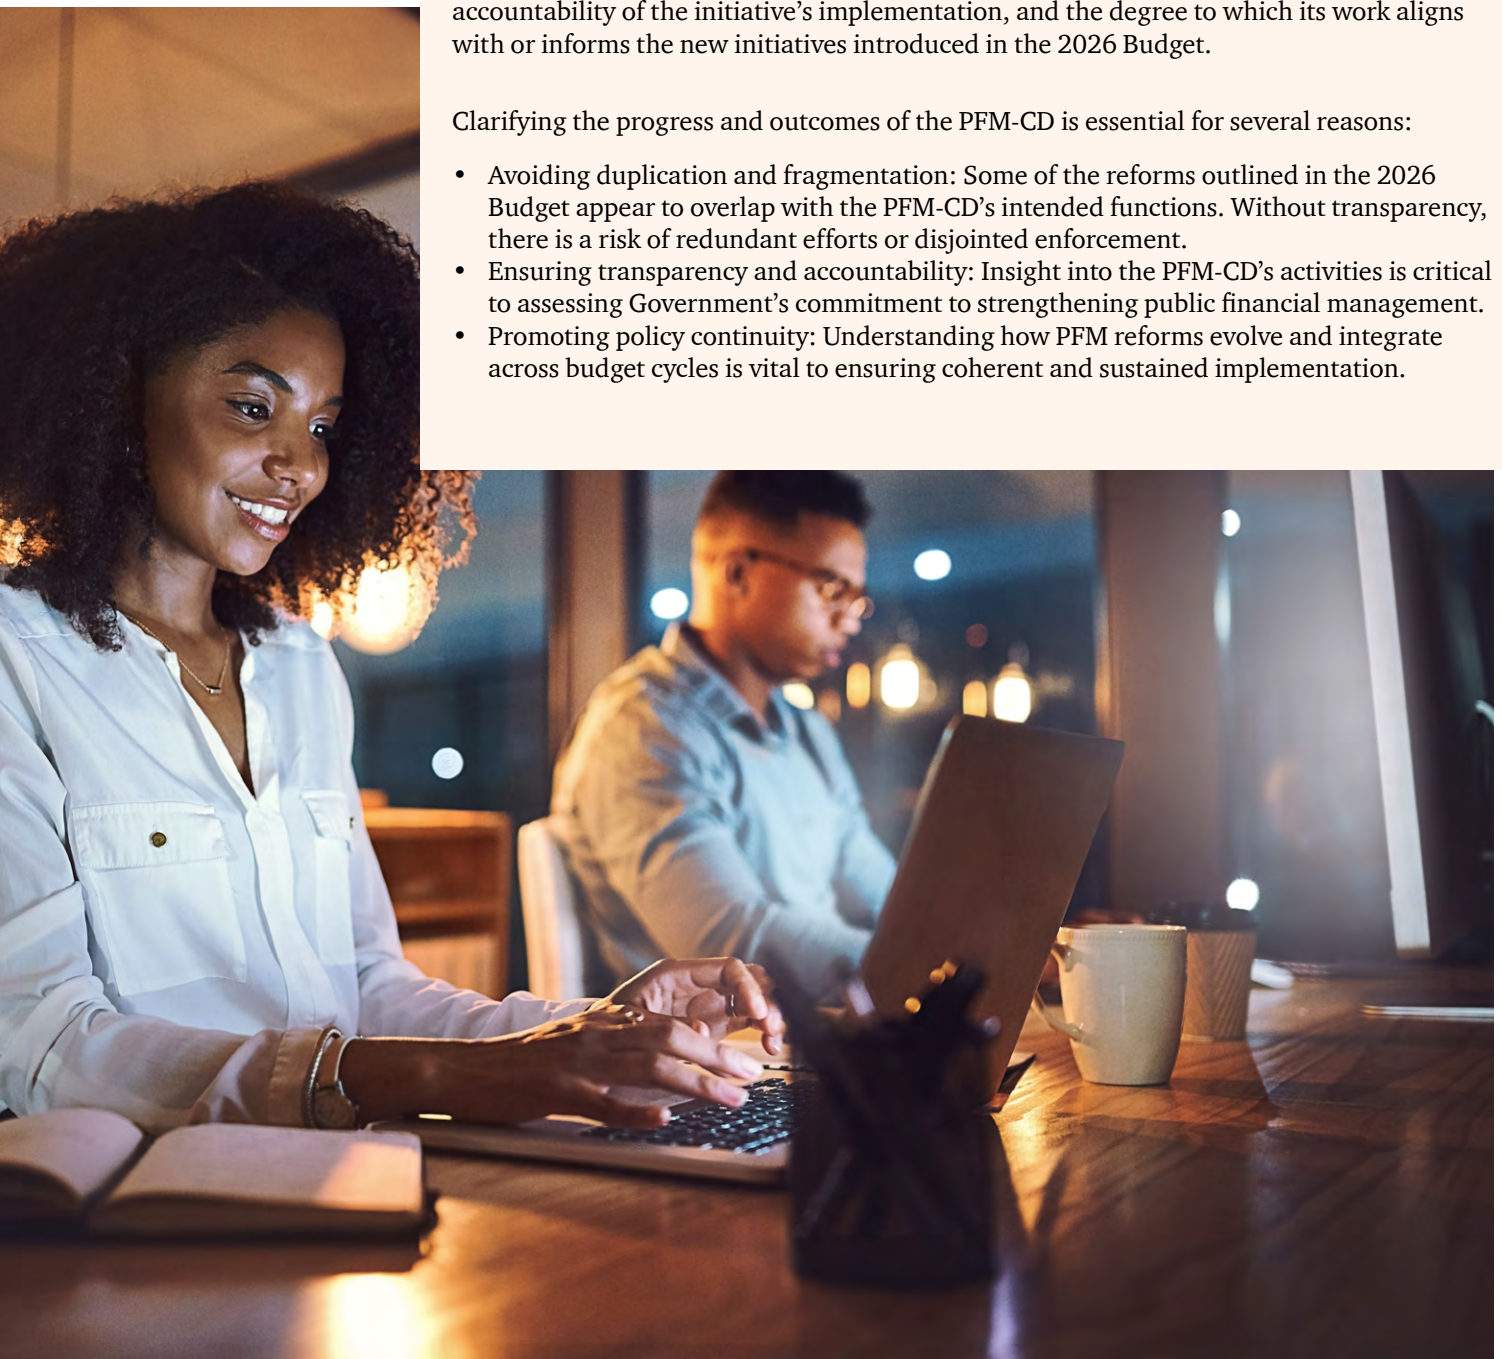 accountability of the initiative’s implementation, and the degree to which its work aligns
with or informs the new initiatives introduced in the 2026 Budget.
Clarifying the progress and outcomes of the PFM-CD is essential for several reasons:
• Avoiding duplication and fragmentation: Some of the reforms outlined in the 2026
Budget appear to overlap with the PFM-CD’s intended functions. Without transparency,
there is a risk of redundant efforts or disjointed enforcement.
• Ensuring transparency and accountability: Insight into the PFM-CD’s activities is critical
to assessing Government’s commitment to strengthening public financial management.
• Promoting policy continuity: Understanding how PFM reforms evolve and integrate
across budget cycles is vital to ensuring coherent and sustained implementation.